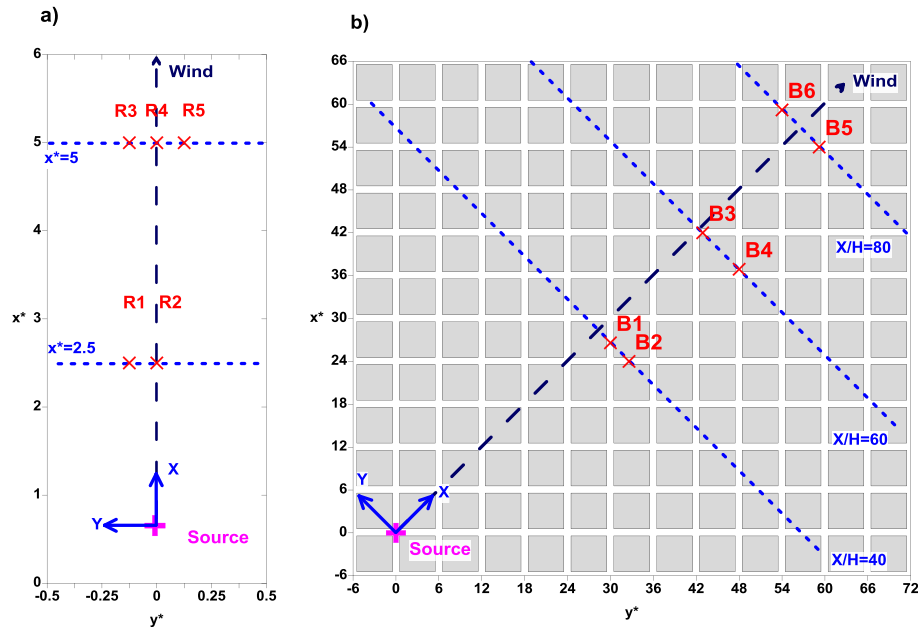 a)
6
Wind
R3 R4 R5
5
x*=5
4
R1 R2
3
x*
x*=2.5
2
X
1
Y
Source
0
-0.5 -0.25 0 0.25 0.5
y*
b)
66
B6
Wind
60
B5
54
48
B3
42
X/H=80
B4
36
x*
30
B1
B2
24
18
X/H=60
12
6
Y
X
0
Source
X/H=40
-6
-6 0 6 12 18 24 30 36 42 48 54 60 66 72
y*